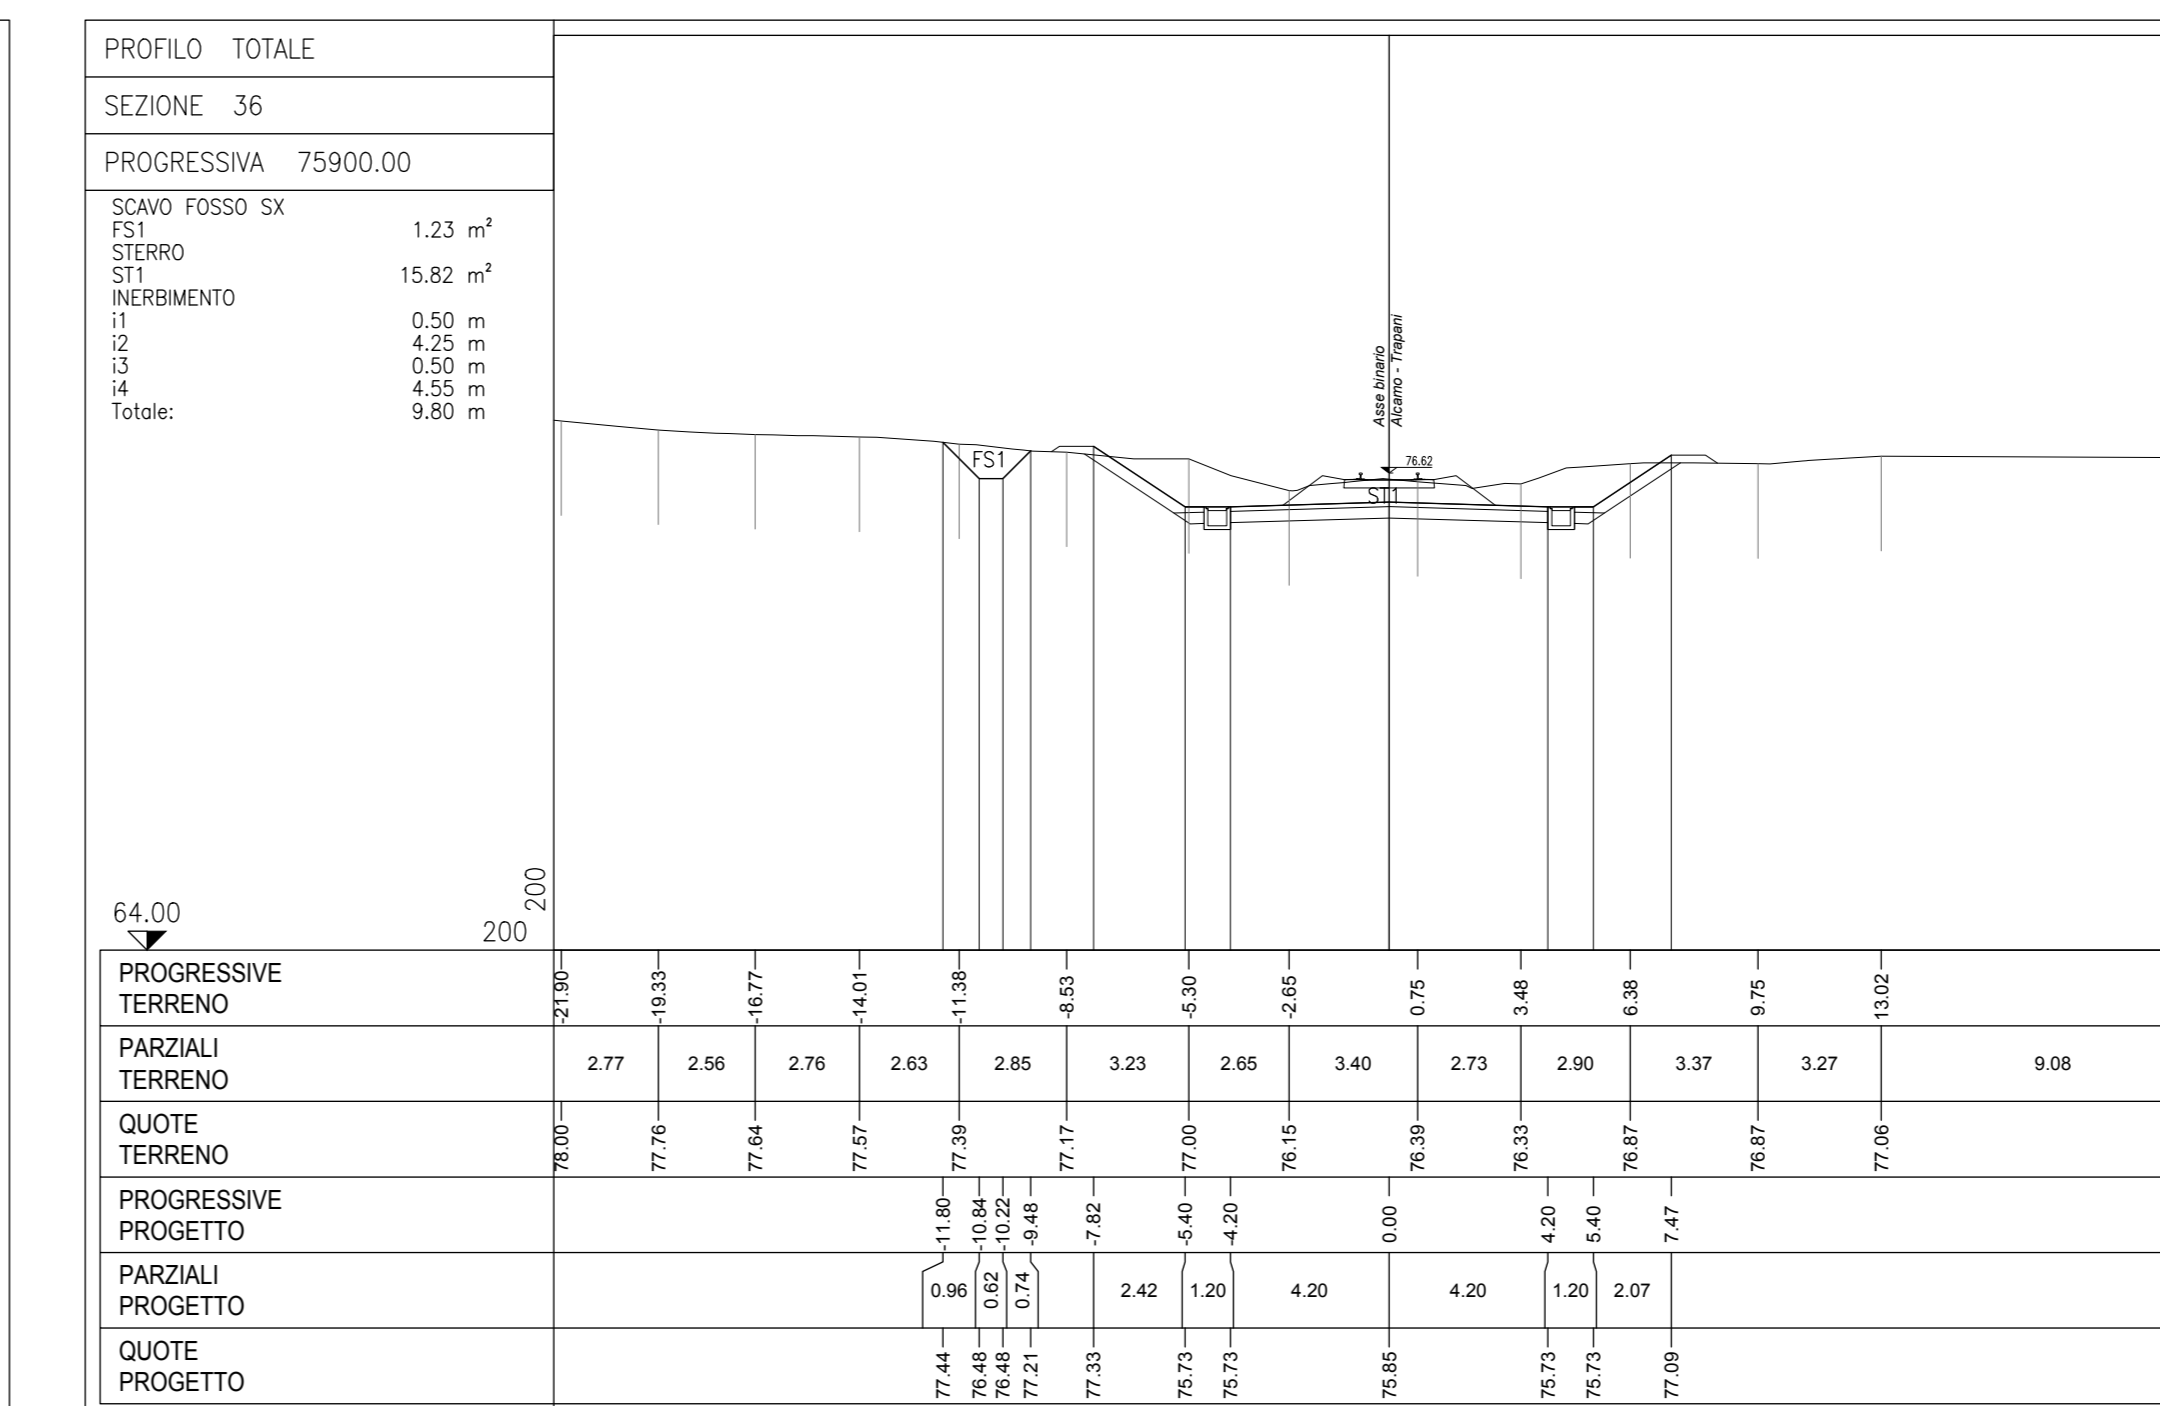 PROFILO TOTALE
SEZIONE 36
PROGRESSIVA 75900.00
SCAVO FOSSO SX
FS1 1.23 m²
STERRO
ST1 15.82 m²
INERBIMENTO
i1 0.50 m
i2 4.25 m
i3 0.50 m
i4 4.55 m
Totale: 9.80 m
Asse binario
Alcamo - Trapani
76.62
FS1
ST1
64.00
200
200
PROGRESSIVE
TERRENO
-21.90 -19.33 -16.77 -14.01 -11.38 -8.53 -5.30 -2.65 0.75 3.48 6.38 9.75 13.02
PARZIALI
TERRENO
2.77 2.56 2.76 2.63 2.85 3.23 2.65 3.40 2.73 2.90 3.37 3.27 9.08
QUOTE
TERRENO
78.00 77.76 77.64 77.57 77.39 77.17 77.00 76.15 76.39 76.33 76.87 76.87 77.06
PROGRESSIVE
PROGETTO
-11.80 -10.84 -10.22 -9.48 -7.82 -5.40 -4.20 0.00 4.20 5.40 7.47
PARZIALI
PROGETTO
0.96 0.62 0.74 2.42 1.20 4.20 4.20 1.20 2.07
QUOTE
PROGETTO
77.44 76.48 76.48 77.21 77.33 75.73 75.73 75.85 75.73 75.73 77.09